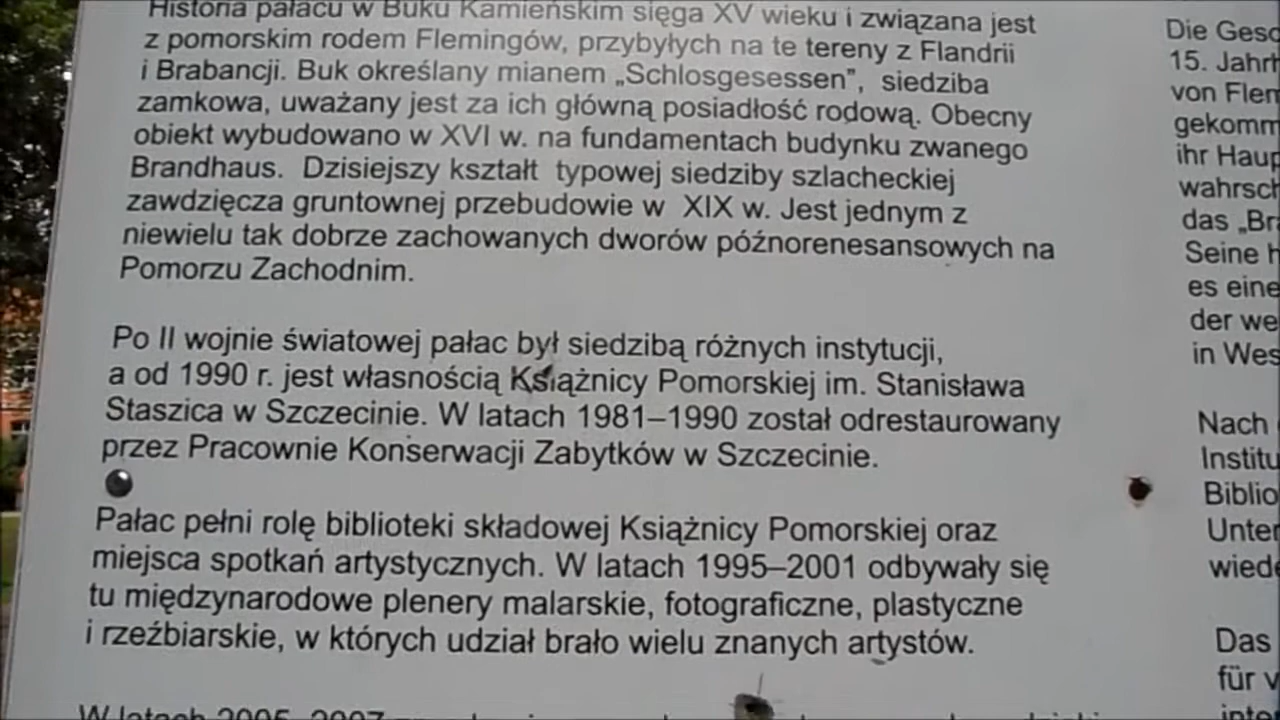 Historia pałacu w Buku Kamieńskim sięga XV wieku i związana jest
z pomorskim rodem Flemingów, przybyłych na te tereny z Flandrii
i Brabancji. Buk określany mianem „Schlosgesessen”, siedziba
zamkowa, uważany jest za ich główną posiadłość rodową. Obecny
obiekt wybudowano w XVI w. na fundamentach budynku zwanego
Brandhaus. Dzisiejszy kształt typowej siedziby szlacheckiej
zawdzięcza gruntownej przebudowie w XIX w. Jest jednym z
niewielu tak dobrze zachowanych dworów późnorenesansowych na
Pomorzu Zachodnim.
Po II wojnie światowej pałac był siedzibą różnych instytucji,
a od 1990 r. jest własnością Książnicy Pomorskiej im. Stanisława
Staszica w Szczecinie. W latach 1981–1990 został odrestaurowany
przez Pracownie Konserwacji Zabytków w Szczecinie.
Pałac pełni rolę biblioteki składowej Książnicy Pomorskiej oraz
miejsca spotkań artystycznych. W latach 1995–2001 odbywały się
tu międzynarodowe plenery malarskie, fotograficzne, plastyczne
i rzeźbiarskie, w których udział brało wielu znanych artystów.
W latach 2005–2007
Die Gesc
15. Jahrh
von Flem
gekomm
ihr Haup
wahrsch
das „Bra
Seine h
es eine
der we
in Wes
Nach
Institu
Biblio
Unter
wiede
Das
für v
inte